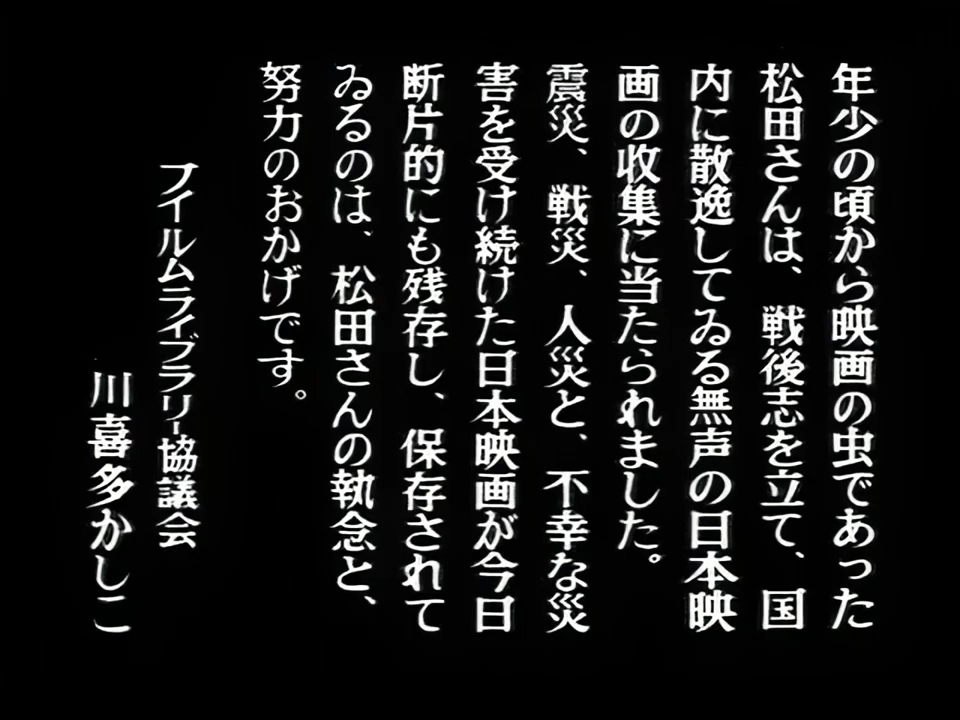 年少の頃から映画の虫であった
松田さんは、戦後志を立て、国
内に散逸してゐる無声の日本映
画の収集に当たられました。
震災、戦災、人災と、不幸な災
害を受け続けた日本映画が今日
断片的にも残存し、保存されて
ゐるのは、松田さんの執念と、
努力のおかげです。
フイルムライブラリー協議会
川喜多かしこ